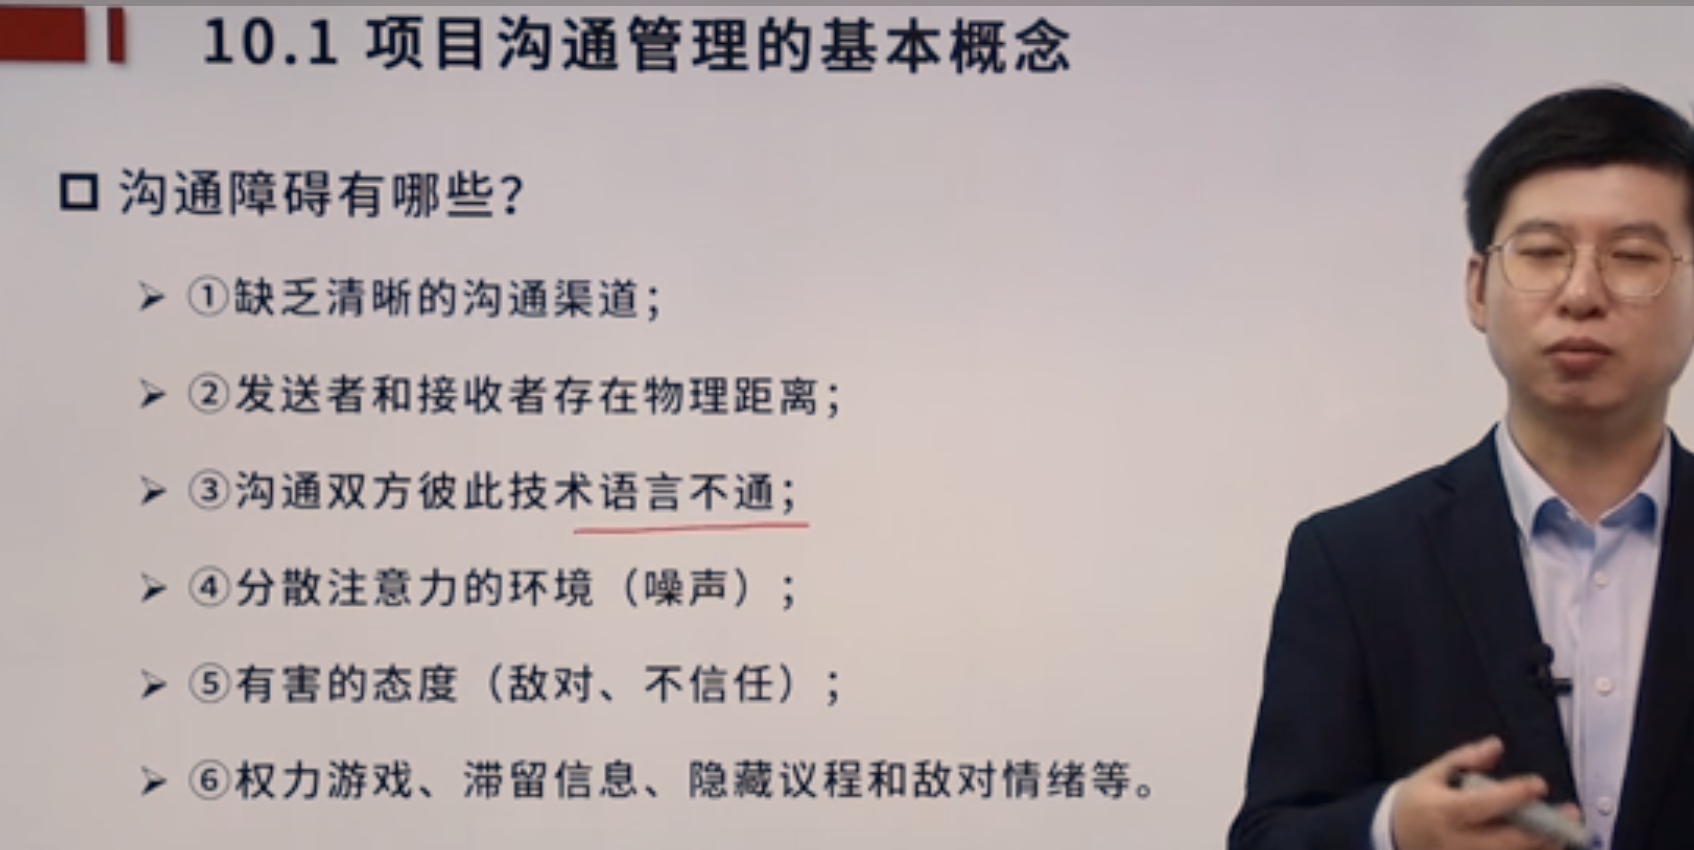 10.1 项目沟通管理的基本概念
沟通障碍有哪些?
①缺乏清晰的沟通渠道;
②发送者和接收者存在物理距离;
③沟通双方彼此技术语言不通;
④分散注意力的环境（噪声）;
⑤有害的态度（敌对、不信任）;
⑥权力游戏、滞留信息、隐藏议程和敌对情绪等。